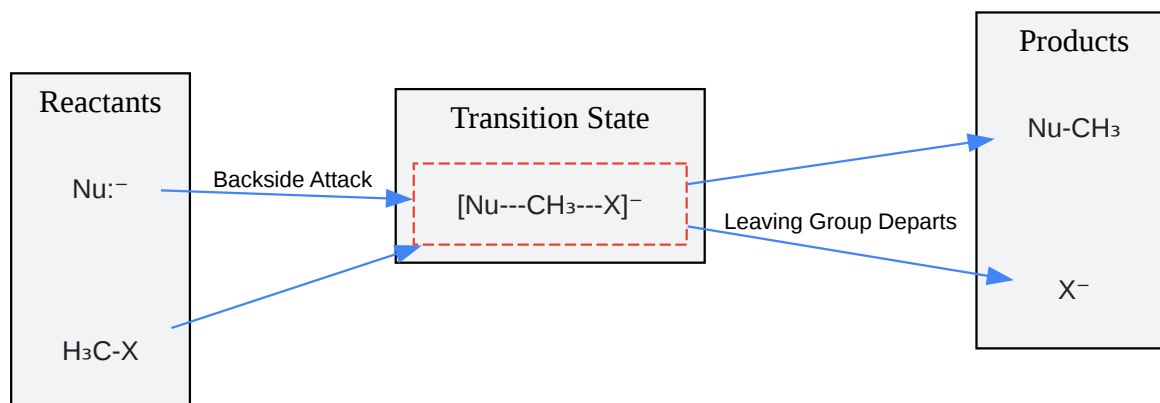 Reactants
Nu:⁻
H₃C-X
Backside Attack
Transition State
[Nu---CH₃---X]⁻
Leaving Group Departs
Products
Nu-CH₃
X⁻